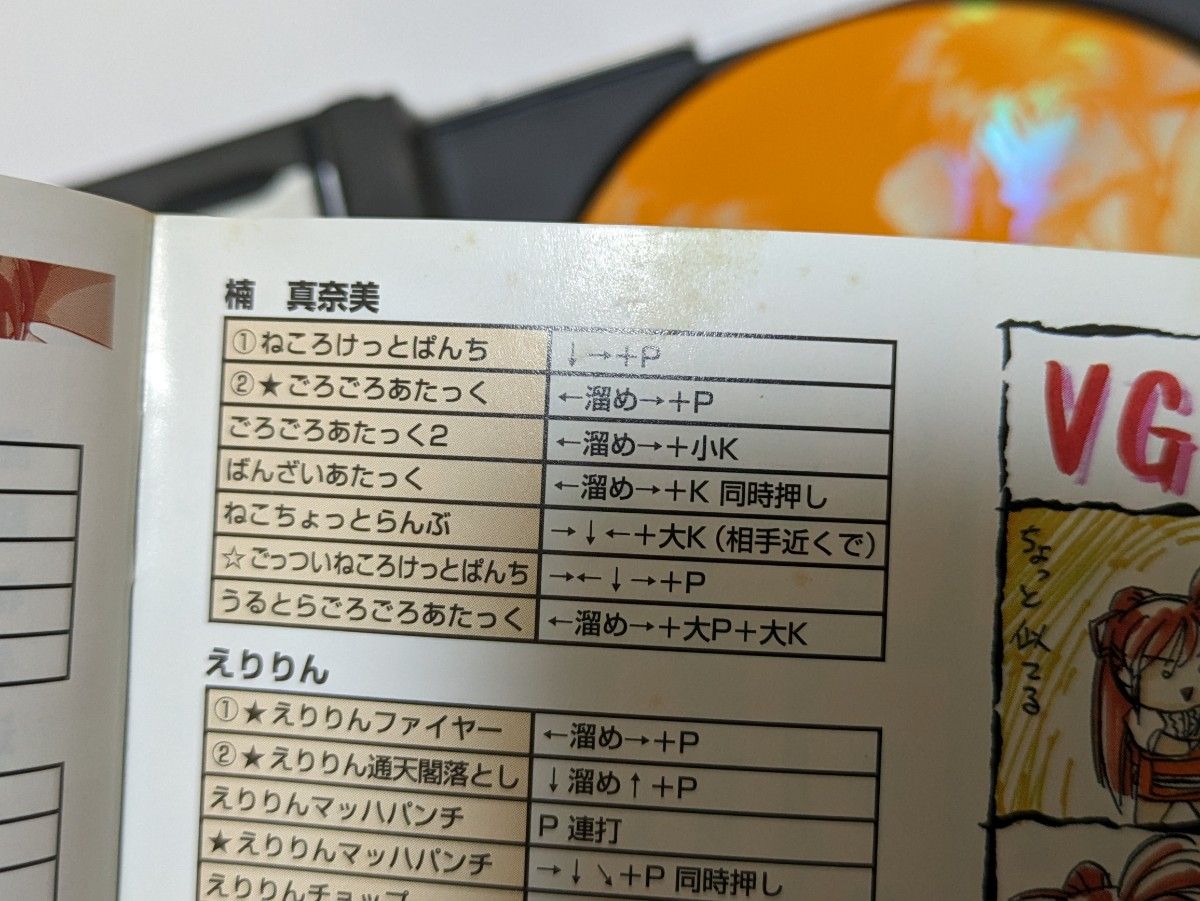 楠　真奈美
①ねころけっとぱんち ↓→+P
②★ごろごろあたっく ←溜め→+P
ごろごろあたっく2 ←溜め→+小K
ばんざいあたっく ←溜め→+K 同時押し
ねこちょっとらんぶ →↓←+大K（相手近くで）
☆ごっついねころけっとぱんち →←↓→+P
うるとらごろごろあたっく ←溜め→+大P+大K
えりりん
①★えりりんファイヤー ←溜め→+P
②★えりりん通天閣落とし ↓溜め↑+P
えりりんマッハパンチ P 連打
★えりりんマッハパンチ →↓↘+P 同時押し
えりりんチョップ
VG
ちょっと似てる